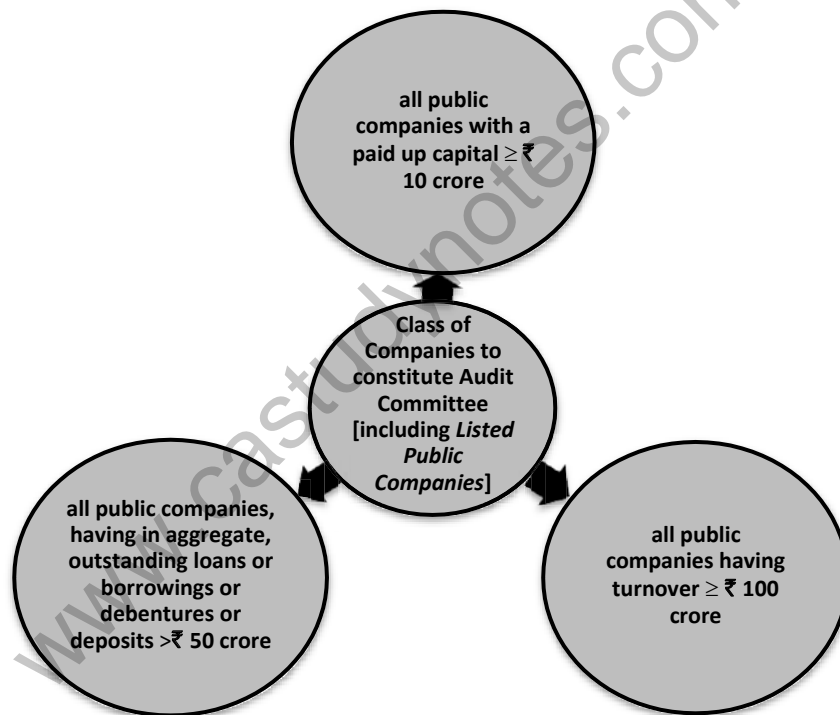 all public
companies with a
paid up capital ≥ ₹
10 crore
Class of
Companies to
constitute Audit
Committee
[including Listed
Public
Companies]
all public companies,
having in aggregate,
outstanding loans or
borrowings or
debentures or
deposits >₹ 50 crore
all public
companies having
turnover ≥ ₹ 100
crore
www.castudynotes.com